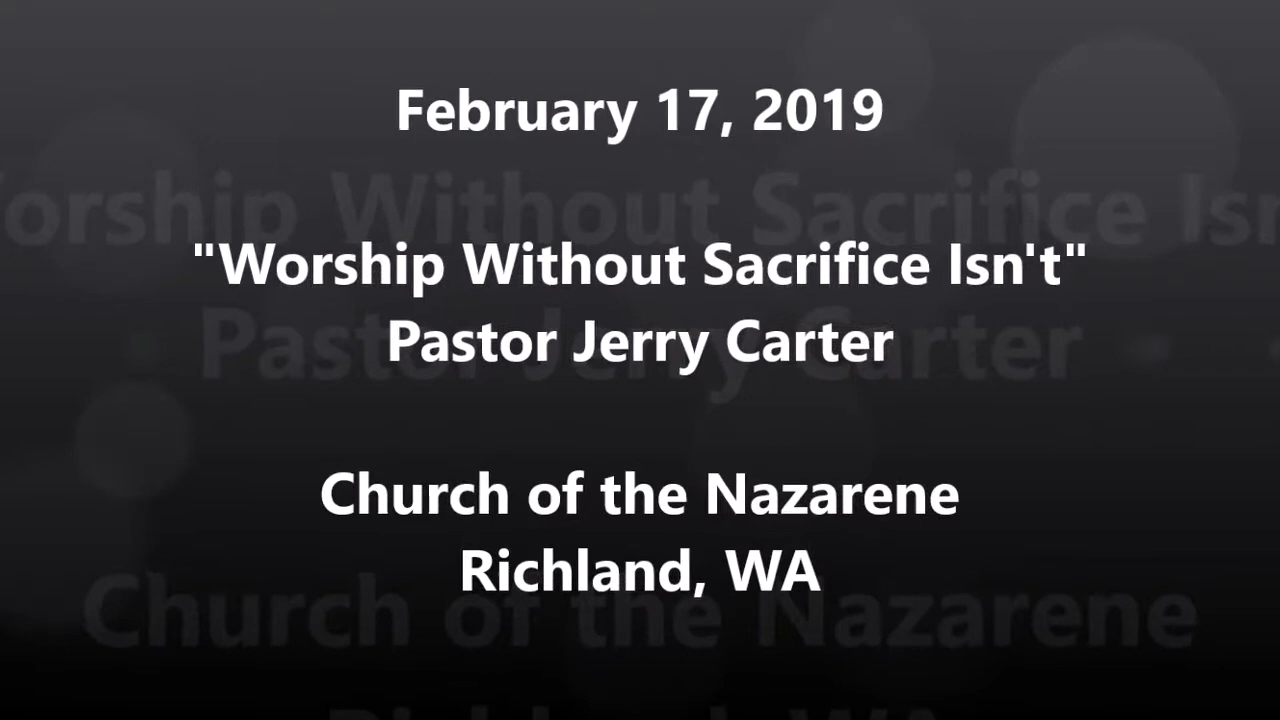 February 17, 2019
"Worship Without Sacrifice Isn't"
Pastor Jerry Carter
Church of the Nazarene
Richland, WA